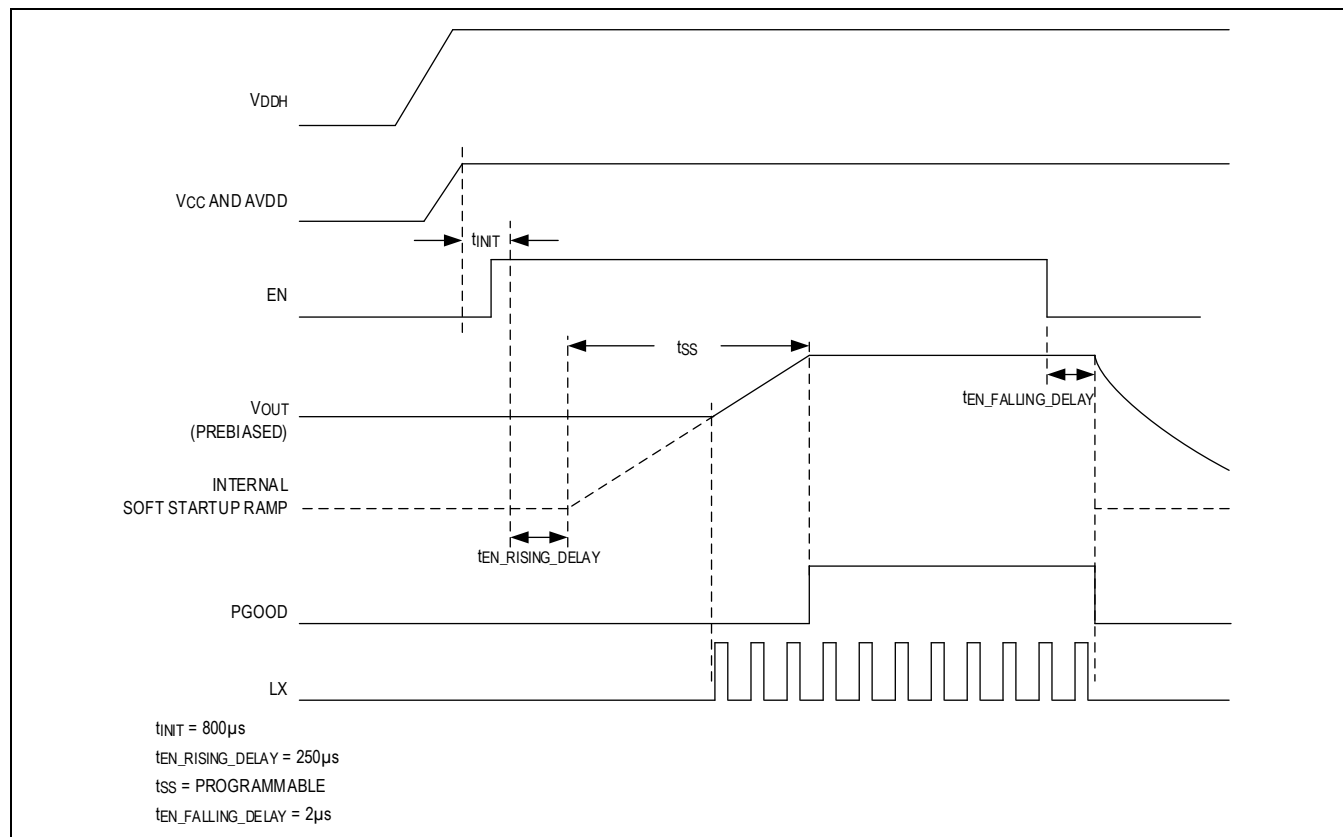 VDDH
VCC AND AVDD
tINIT
EN
tSS
tEN_FALLING_DELAY
VOUT
(PREBIASED)
INTERNAL
SOFT STARTUP RAMP
tEN_RISING_DELAY
PGOOD
LX
tINIT = 800µs
tEN_RISING_DELAY = 250µs
tSS = PROGRAMMABLE
tEN_FALLING_DELAY = 2µs